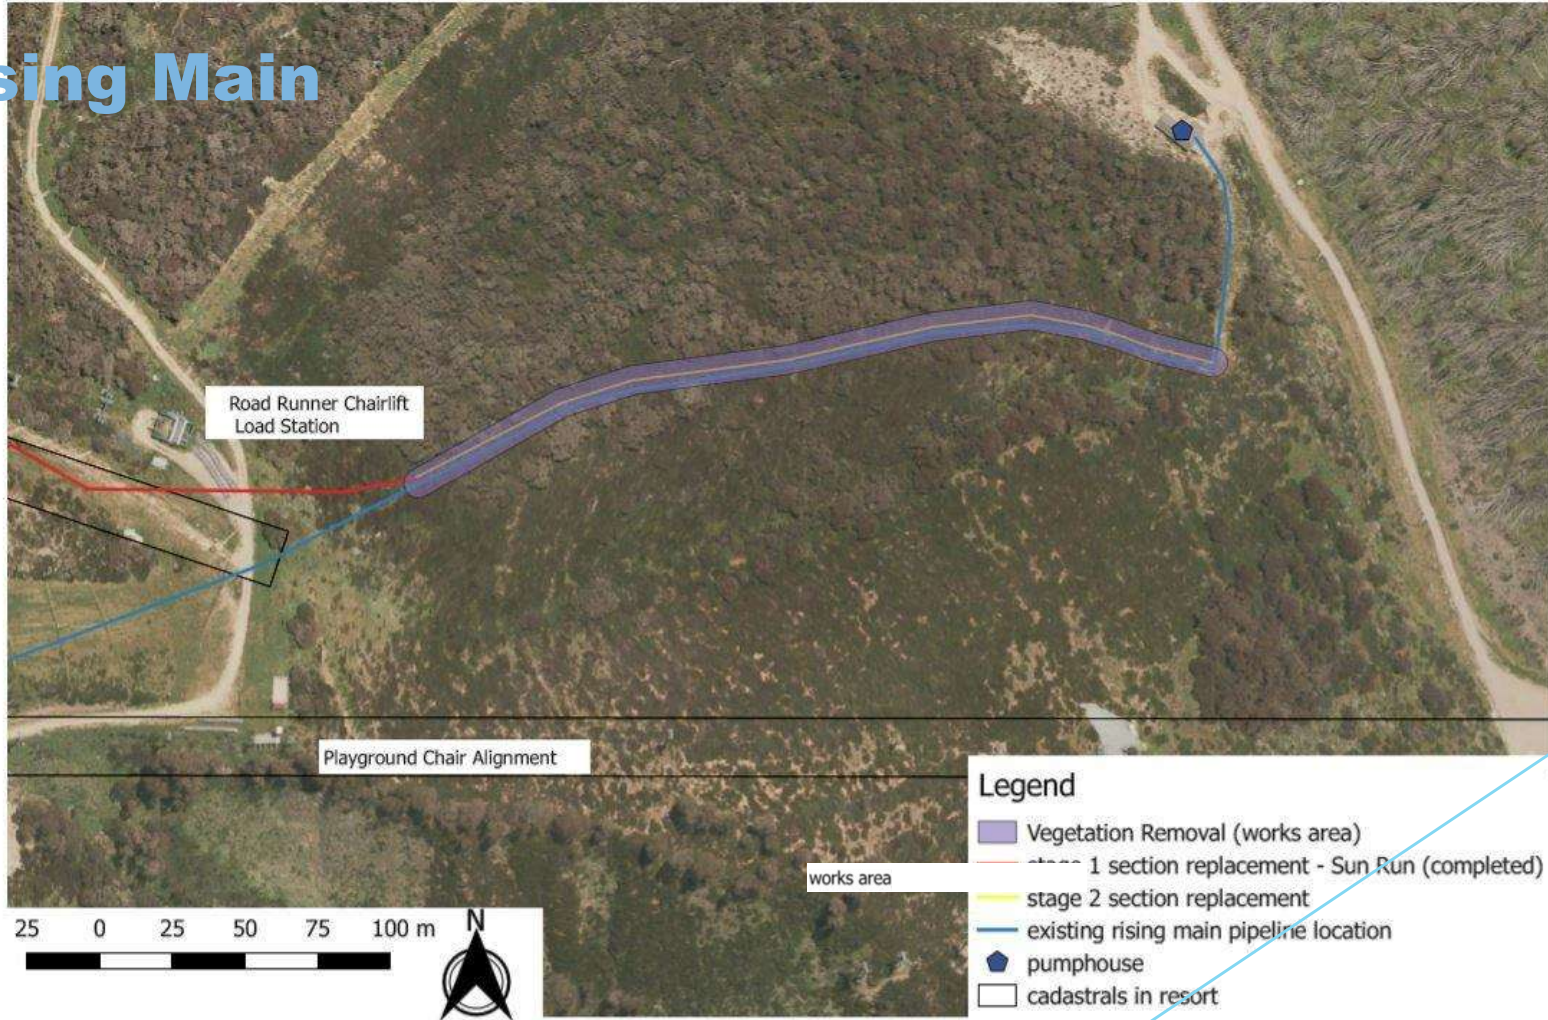 sing Main
Road Runner Chairlift
Load Station
Playground Chair Alignment
works area
Legend
Vegetation Removal (works area)
stage 1 section replacement - Sun Run (completed)
stage 2 section replacement
existing rising main pipeline location
pumphouse
cadastrals in resort
25 0 25 50 75 100 m
N